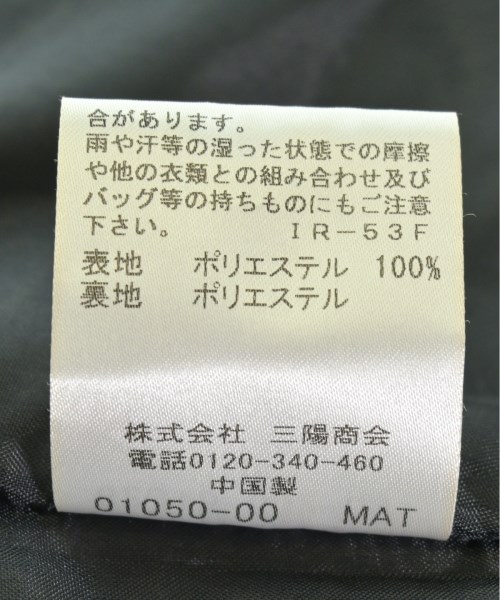 合があります。
雨や汗等の湿った状態での摩擦
や他の衣類との組み合わせ及び
バッグ等の持ちものにもご注意
下さい。 IR-53F
表地 ポリエステル 100%
裏地 ポリエステル
株式会社 三陽商会
電話0120-340-460
中国製
01050-00 MAT